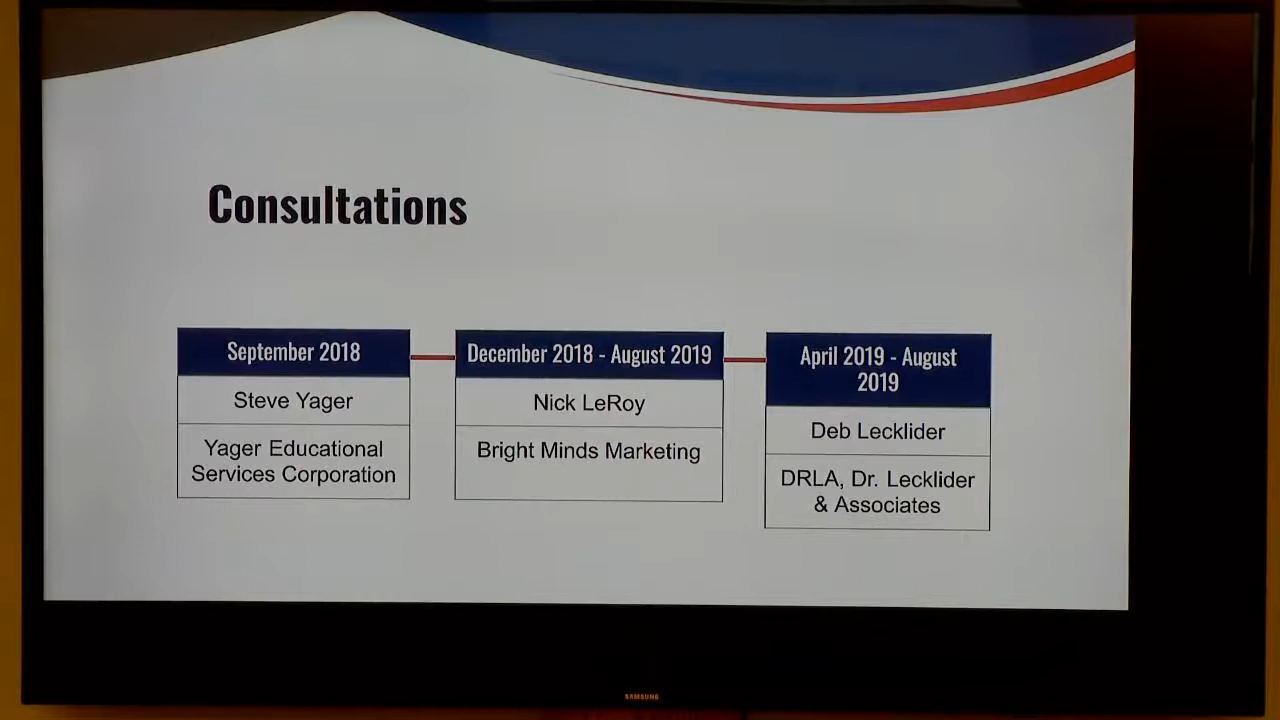 Consultations
September 2018
Steve Yager
Yager Educational
Services Corporation
December 2018 - August 2019
Nick LeRoy
Bright Minds Marketing
April 2019 - August
2019
Deb Lecklider
DRLA, Dr. Lecklider
& Associates
SAMSUNG